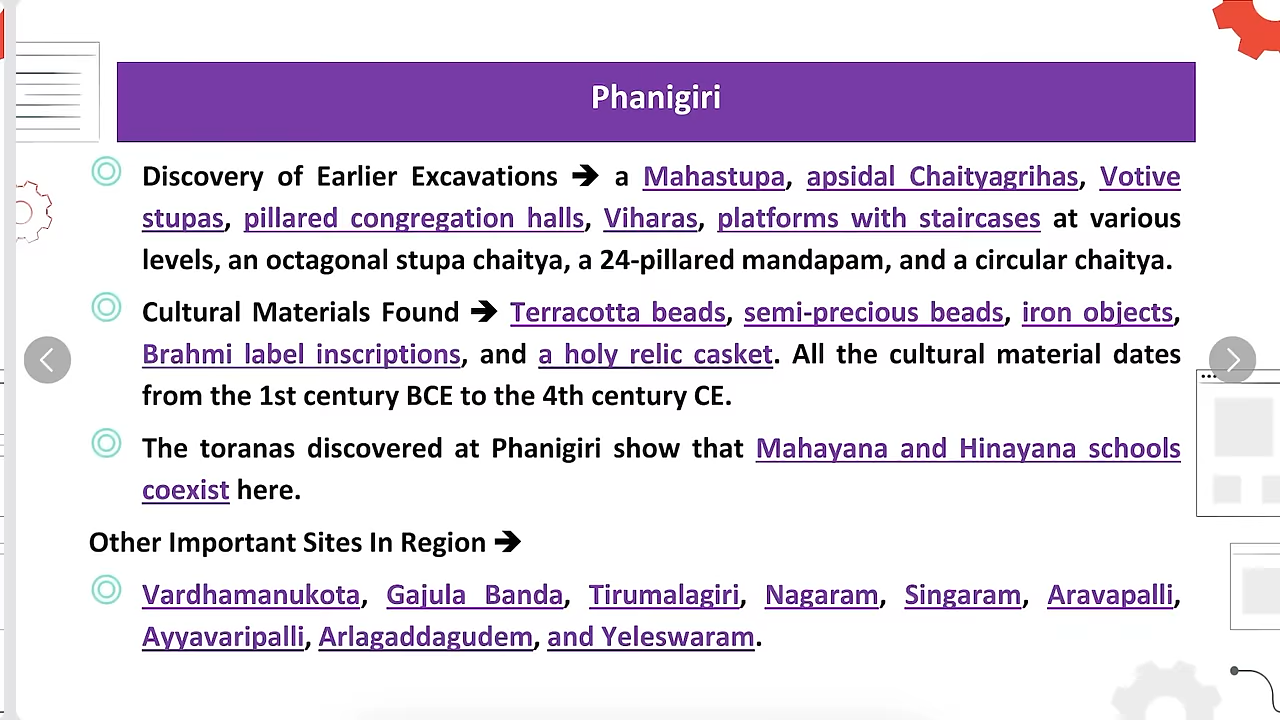 Phanigiri
Discovery of Earlier Excavations ➔ a Mahastupa, apsidal Chaityagrihas, Votive
stupas, pillared congregation halls, Viharas, platforms with staircases at various
levels, an octagonal stupa chaitya, a 24-pillared mandapam, and a circular chaitya.
Cultural Materials Found ➔ Terracotta beads, semi-precious beads, iron objects,
Brahmi label inscriptions, and a holy relic casket. All the cultural material dates
from the 1st century BCE to the 4th century CE.
The toranas discovered at Phanigiri show that Mahayana and Hinayana schools
coexist here.
Other Important Sites In Region ➔
Vardhamanukota, Gajula Banda, Tirumalagiri, Nagaram, Singaram, Aravapalli,
Ayyavaripalli, Arlagaddagudem, and Yeleswaram.